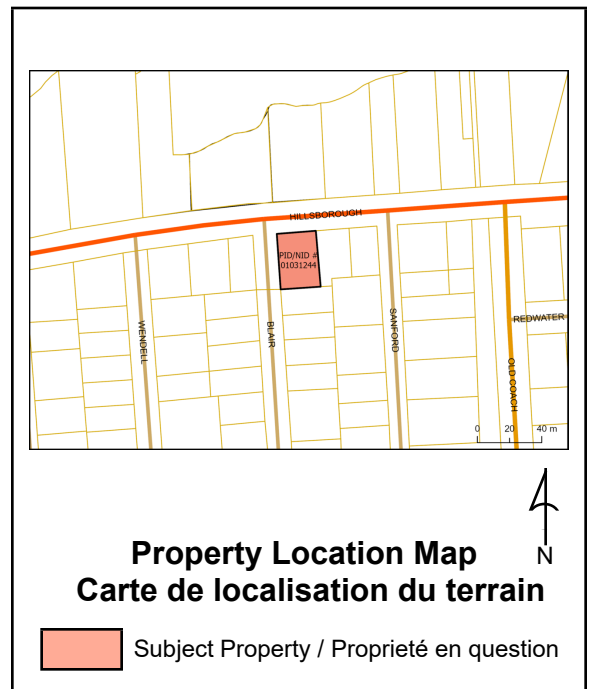 HILLSBOROUGH
PID/NID #
01031244
WENDELL
BLAIR
SANFORD
REDWATER
OLD COACH
0 20 40 m
N
Property Location Map
Carte de localisation du terrain
Subject Property / Proprieté en question